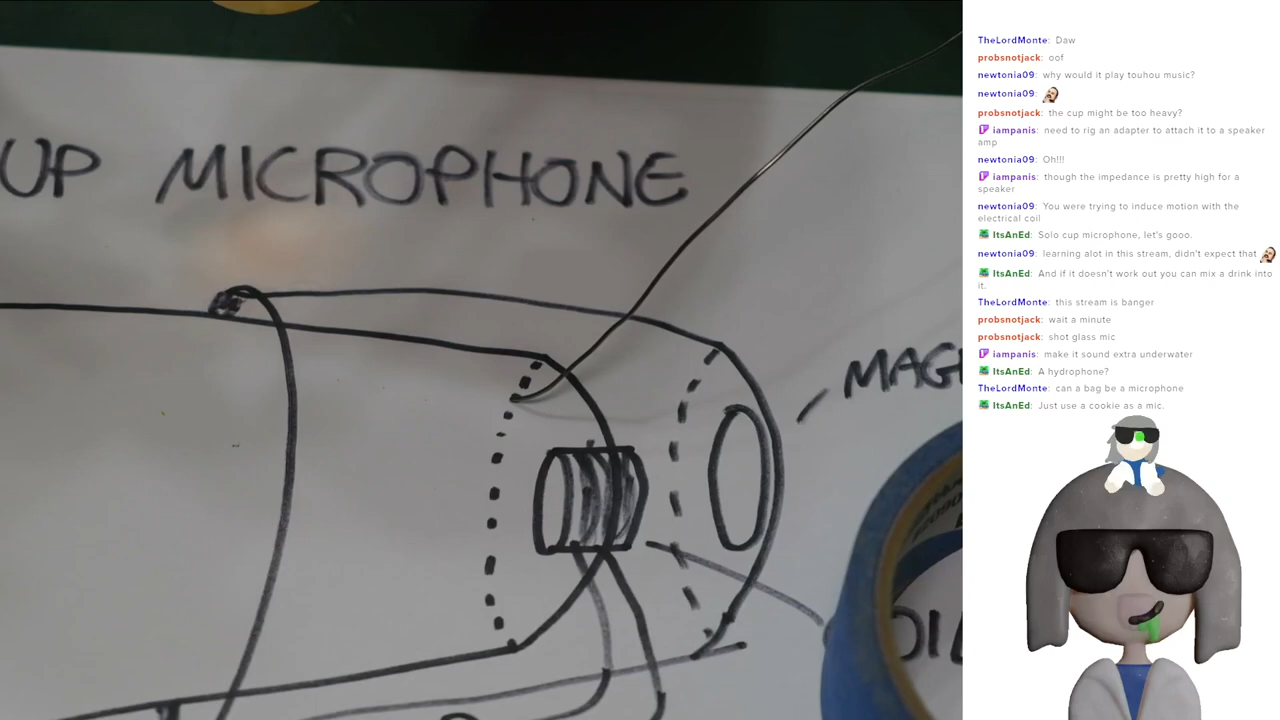 UP MICROPHONE
MAG
OIL
TheLordMonte: Daw
probsnotjack: oof
newtonia09: why would it play touhou music?
newtonia09:
probsnotjack: the cup might be too heavy?
iampanis: need to rig an adapter to attach it to a speaker
amp
newtonia09: Oh!!!
iampanis: though the impedance is pretty high for a
speaker
newtonia09: You were trying to induce motion with the
electrical coil
ItsAnEd: Solo cup microphone, let's gooo.
newtonia09: learning alot in this stream, didn't expect that
ItsAnEd: And if it doesn't work out you can mix a drink into
it.
TheLordMonte: this stream is banger
probsnotjack: wait a minute
probsnotjack: shot glass mic
iampanis: make it sound extra underwater
ItsAnEd: A hydrophone?
TheLordMonte: can a bag be a microphone
ItsAnEd: Just use a cookie as a mic.